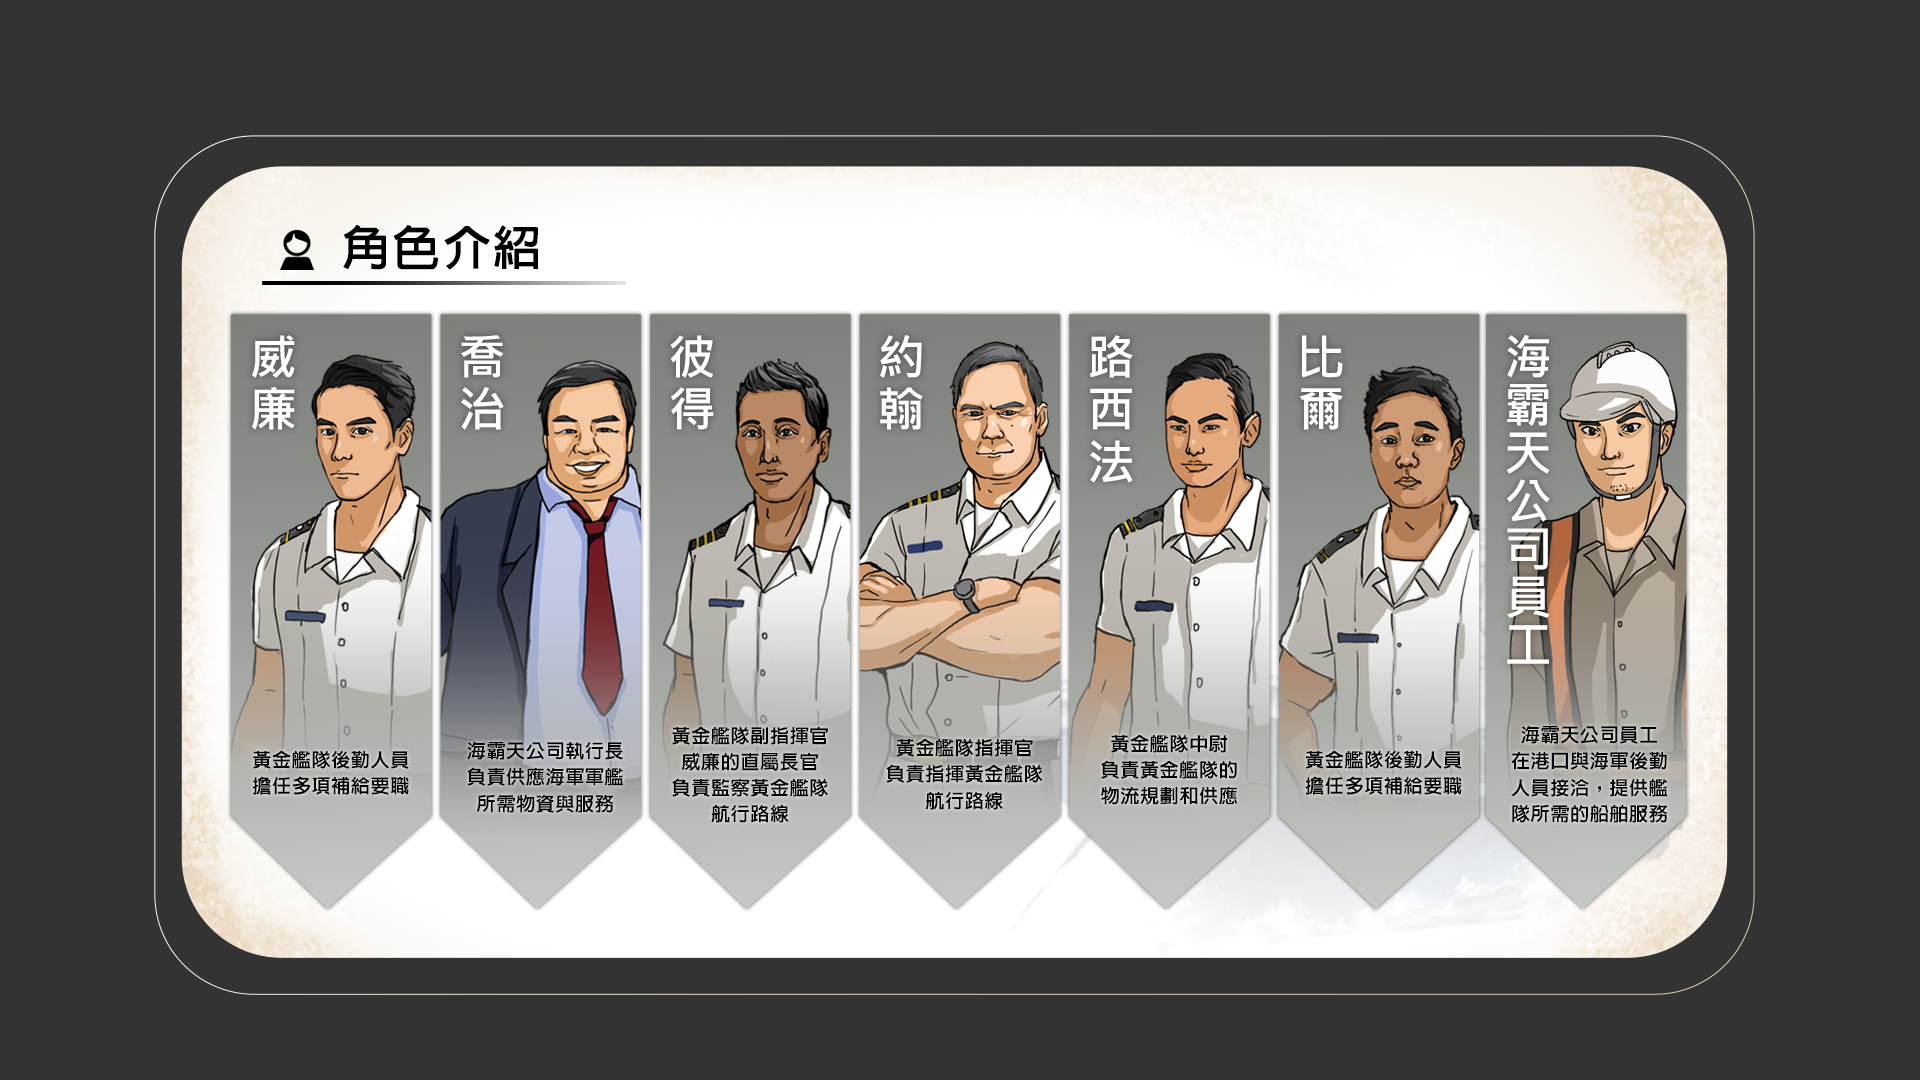 角色介紹
威廉
黃金艦隊後勤人員
擔任多項補給要職
喬治
海霸天公司執行長
負責供應海軍軍艦
所需物資與服務
彼得
黃金艦隊副指揮官
威廉的直屬長官
負責監察黃金艦隊
航行路線
約翰
黃金艦隊指揮官
負責指揮黃金艦隊
航行路線
路西法
黃金艦隊中尉
負責黃金艦隊的
物流規劃和供應
比爾
黃金艦隊後勤人員
擔任多項補給要職
海霸天公司員工
海霸天公司員工
在港口與海軍後勤
人員接洽，提供艦
隊所需的船舶服務